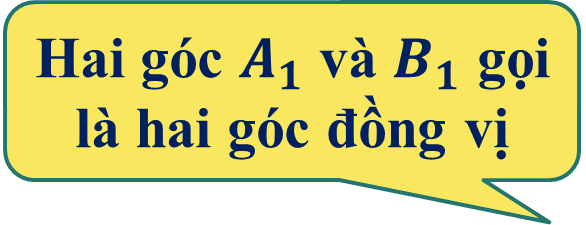 Hai góc A₁ và B₁ gọi
là hai góc đồng vị